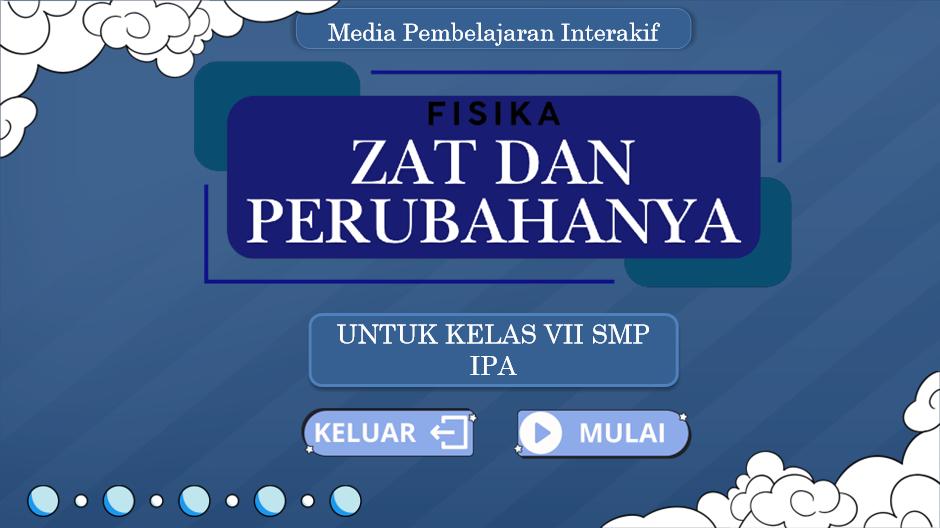 Media Pembelajaran Interakif
FISIKA
ZAT DAN
PERUBAHANYA
UNTUK KELAS VII SMP
IPA
KELUAR
MULAI